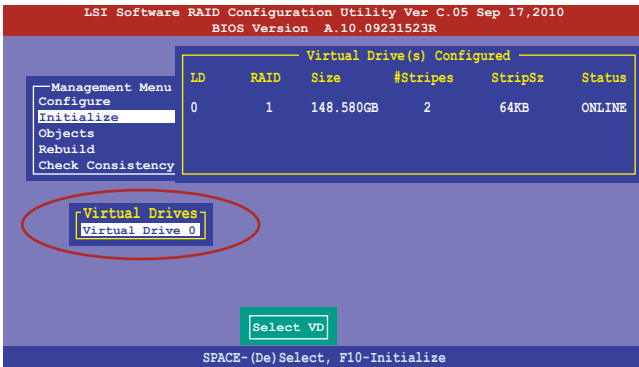 LSI Software RAID Configuration Utility Ver C.05 Sep 17,2010
BIOS Version A.10.09231523R
Virtual Drive(s) Configured
LD RAID Size #Stripes StripSz Status
0 1 148.580GB 2 64KB ONLINE
Management Menu
Configure
Initialize
Objects
Rebuild
Check Consistency
Virtual Drives
Virtual Drive 0
Select VD
SPACE-(De)Select, F10-Initialize